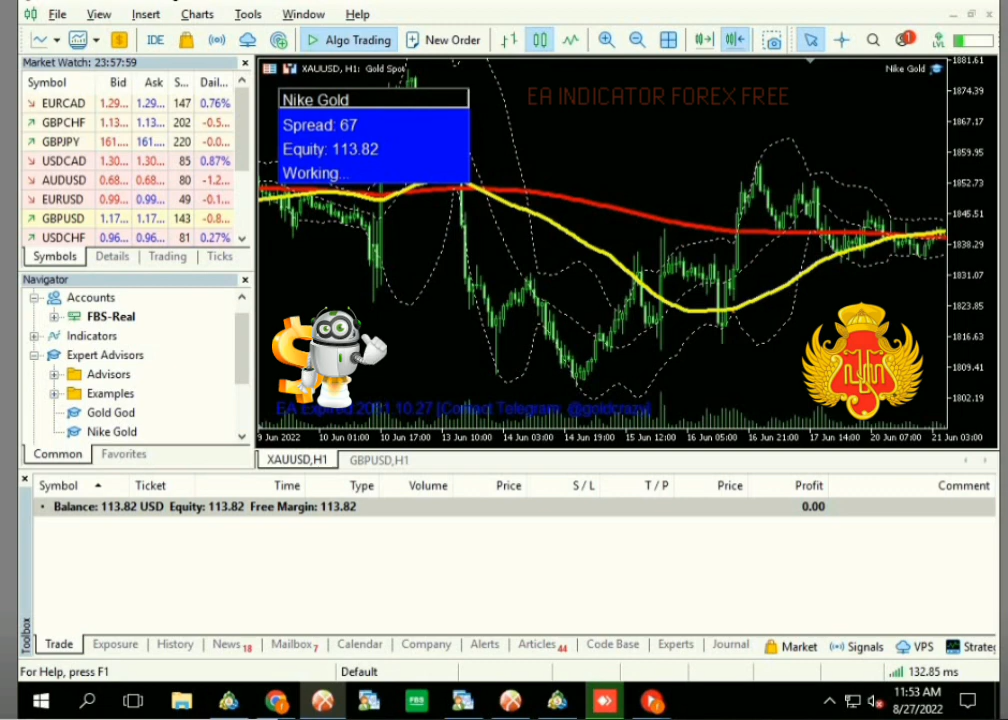 File View Insert Charts Tools Window Help
IDE Algo Trading New Order LVL
Market Watch: 23:57:59
Symbol Bid Ask S... Dail...
EURCAD 1.29... 1.29... 147 0.76%
GBPCHF 1.13... 1.13... 202 -0.5...
GBPJPY 161.... 161.... 220 -0.0...
USDCAD 1.30... 1.30... 85 0.87%
AUDUSD 0.68... 0.68... 80 -1.2...
EURUSD 0.99... 0.99... 49 -0.1...
GBPUSD 1.17... 1.17... 143 -0.8...
USDCHF 0.96... 0.96... 81 0.27%
Symbols Details Trading Ticks
Navigator
Accounts
FBS-Real
Indicators
Expert Advisors
Advisors
Examples
Gold God
Nike Gold
Common Favorites
XAUUSD, H1: Gold Spot
Nike Gold
Nike Gold
Spread: 67
Equity: 113.82
Working...
EA INDICATOR FOREX FREE
1881.61
1874.39
1867.17
1859.95
1852.73
1845.51
1838.29
1831.07
1823.85
1816.63
1809.41
1802.19
EA Expired 10.27 Telegram
9 Jun 2022 10 Jun 01:00 10 Jun 17:00 13 Jun 10:00 14 Jun 03:00 14 Jun 19:00 15 Jun 12:00 16 Jun 05:00 16 Jun 21:00 17 Jun 14:00 20 Jun 07:00 21 Jun 03:00
XAUUSD,H1 GBPUSD,H1
Symbol Ticket Time Type Volume Price S / L T / P Price Profit Comment
Balance: 113.82 USD Equity: 113.82 Free Margin: 113.82 0.00
Toolbox
Trade Exposure History News 18 Mailbox 7 Calendar Company Alerts Articles 44 Code Base Experts Journal Market Signals VPS Strateg
For Help, press F1 Default 132.85 ms
FBS
11:53 AM
8/27/2022